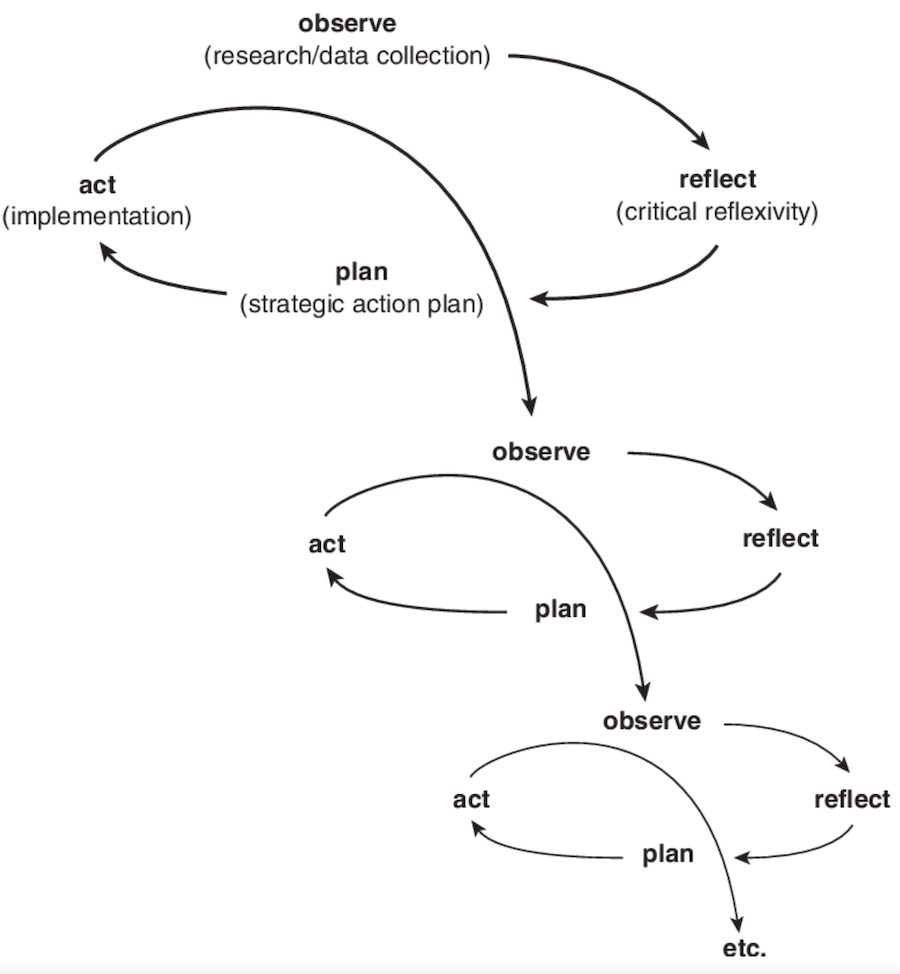 observe
(research/data collection)
reflect
(critical reflexivity)
plan
(strategic action plan)
act
(implementation)
observe
reflect
plan
act
observe
reflect
plan
act
etc.